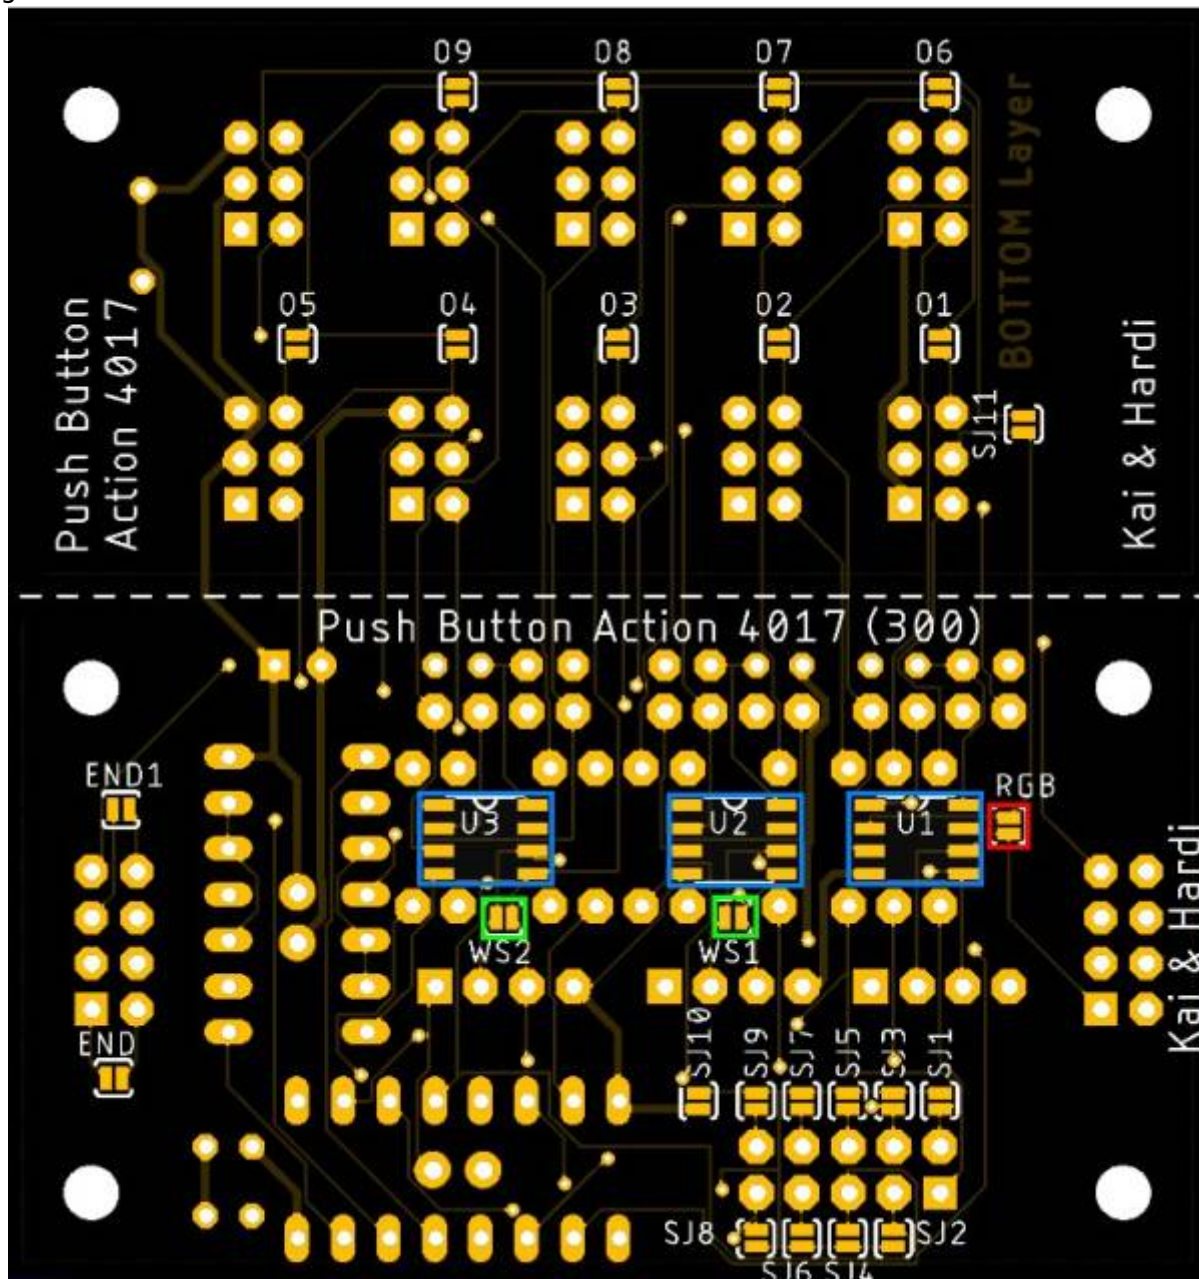 09 08 07 06
BOTTOM Layer
Push Button
Action 4017
05 04 03 02 01
SJ11
Kai & Hardi
Push Button Action 4017 (300)
END1
RGB
U3 U2 U1
WS2 WS1
Kai & Hardi
END
SJ10 SJ9 SJ7 SJ5 SJ3 SJ1
SJ8 SJ2
SJ6 SJ4